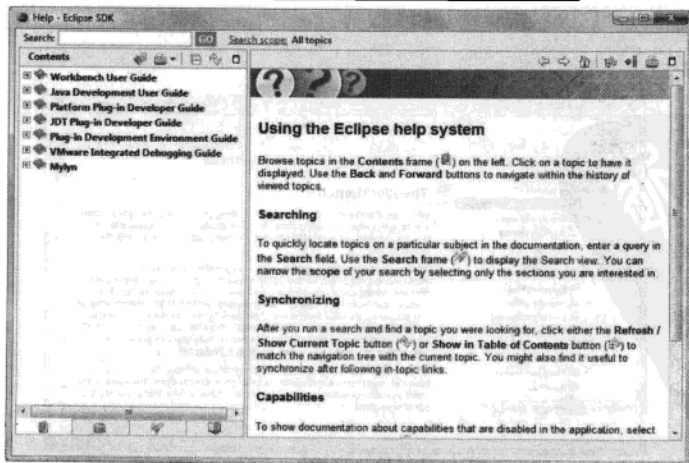 Help - Eclipse SDK
Search:
GO
Search scope: All topics
Contents
Workbench User Guide
Java Development User Guide
Platform Plug-in Developer Guide
JDT Plug-in Developer Guide
Plug-in Development Environment Guide
VMware Integrated Debugging Guide
Mylyn
Using the Eclipse help system
Browse topics in the Contents frame ( ) on the left. Click on a topic to have it
displayed. Use the Back and Forward buttons to navigate within the history of
viewed topics.
Searching
To quickly locate topics on a particular subject in the documentation, enter a query in
the Search field. Use the Search frame ( ) to display the Search view. You can
narrow the scope of your search by selecting only the sections you are interested in.
Synchronizing
After you run a search and find a topic you were looking for, click either the Refresh /
Show Current Topic button ( ) or Show in Table of Contents button ( ) to
match the navigation tree with the current topic. You might also find it useful to
synchronize after following in-topic links.
Capabilities
To show documentation about capabilities that are disabled in the application, select